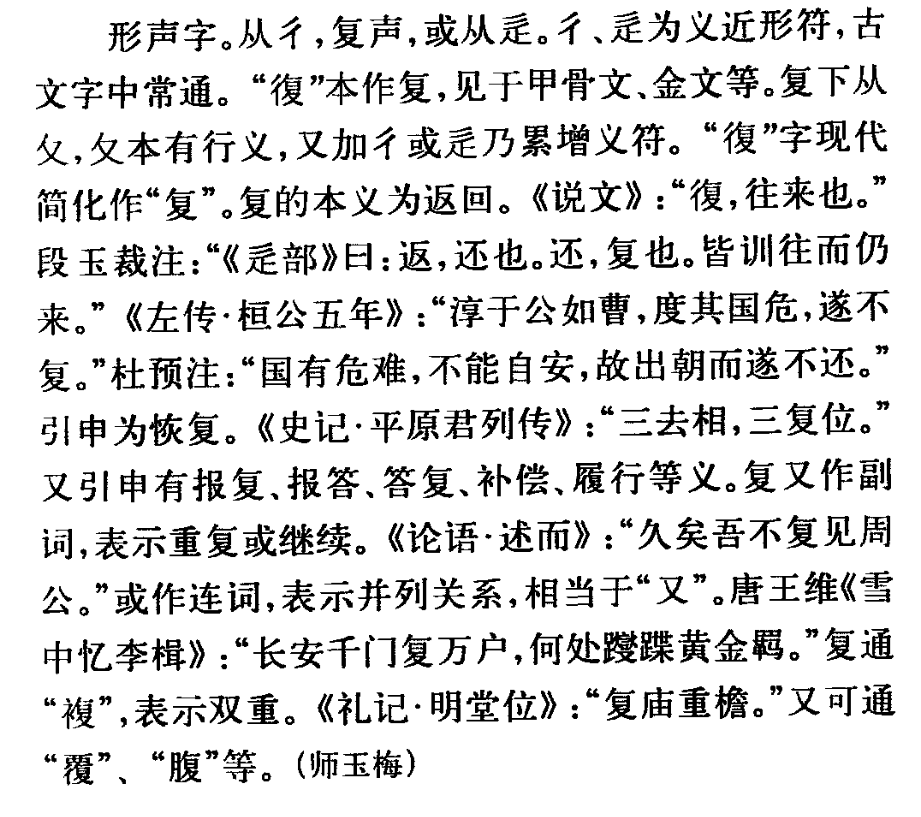 形声字。从彳，复声，或从辵。彳、辵为义近形符，古
文字中常通。“復”本作复，见于甲骨文、金文等。复下从
夊，夊本有行义，又加彳或辵乃累增义符。“復”字现代
简化作“复”。复的本义为返回。《说文》：“復，往来也。”
段玉裁注：“《辵部》曰：返，还也。还，复也。皆训往而仍
来。”《左传·桓公五年》：“淳于公如曹，度其国危，遂不
复。”杜预注：“国有危难，不能自安，故出朝而遂不还。”
引申为恢复。《史记·平原君列传》：“三去相，三复位。”
又引申有报复、报答、答复、补偿、履行等义。复又作副
词，表示重复或继续。《论语·述而》：“久矣吾不复见周
公。”或作连词，表示并列关系，相当于“又”。唐王维《雪
中忆李楫》：“长安千门复万户，何处躞蹀黄金羁。”复通
“複”，表示双重。《礼记·明堂位》：“复庙重檐。”又可通
“覆”、“腹”等。（师玉梅）